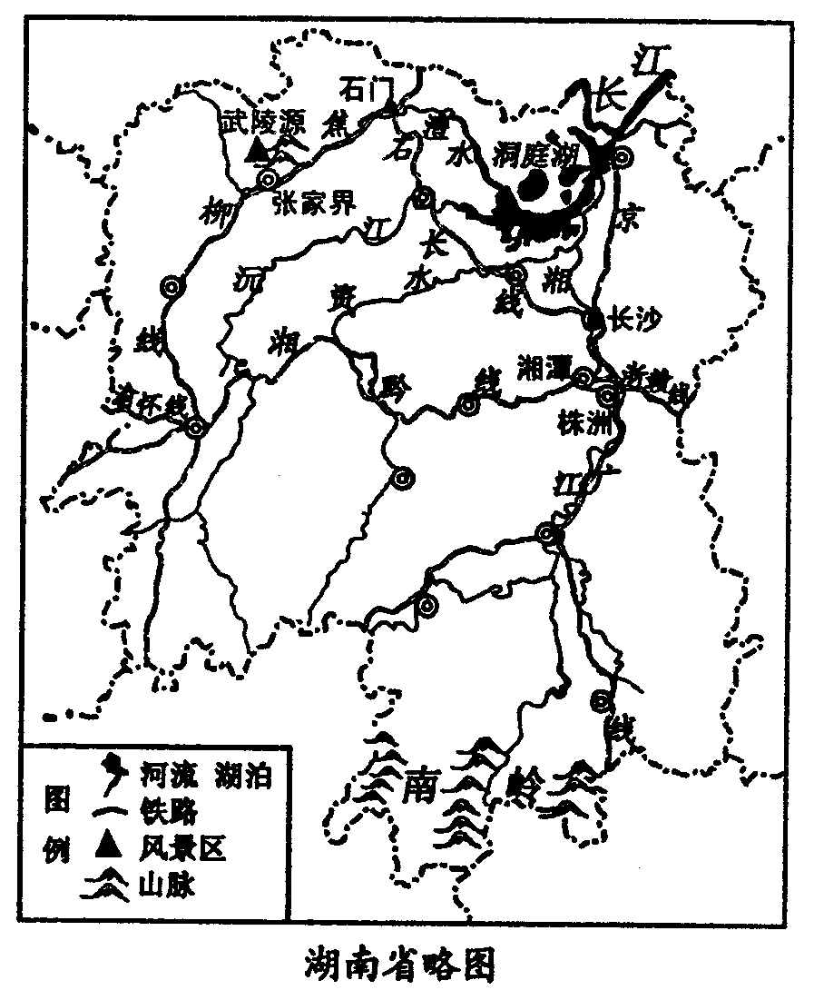 江
长
石门
武陵源
焦
澧
石
水
洞庭湖
柳
张家界
江
长
京
沅
水
资
线
湘
长沙
线
湘
黔
线
湘潭
浙赣线
渝怀线
株洲
江
广
线
南 岭
图例
河流 湖泊
铁路
风景区
山脉
湖南省略图